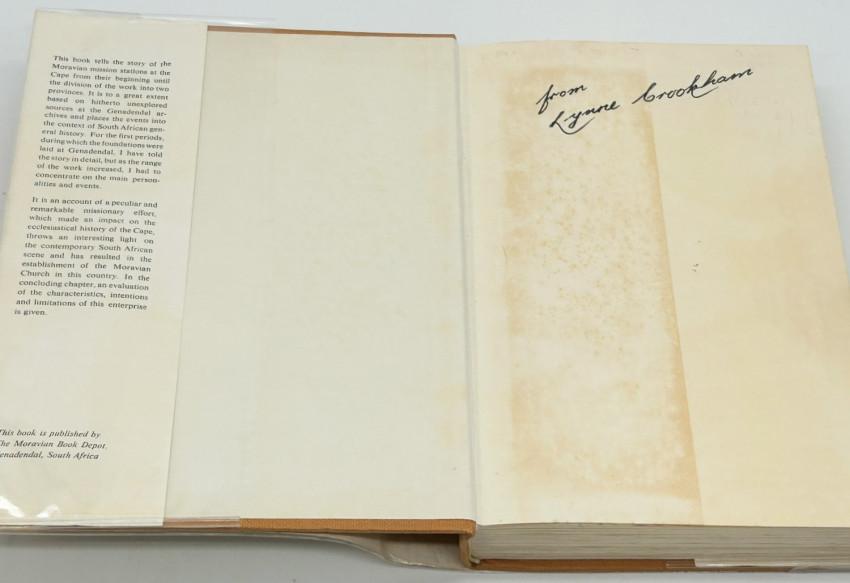 This book tells the story of the
Moravian mission stations at the
Cape from their beginning until
the division of the work into two
provinces. It is to a great extent
based on hitherto unexplored
sources at the Genadendal ar-
chives and places the events into
the context of South African gen-
eral history. For the first periods,
during which the foundations were
laid at Genadendal, I have told
the story in detail, but as the range
of the work increased, I had to
concentrate on the main person-
alities and events.
It is an account of a peculiar and
remarkable missionary effort,
which made an impact on the
ecclesiastical history of the Cape,
throws an interesting light on
the contemporary South African
scene and has resulted in the
establishment of the Moravian
Church in this country. In the
concluding chapter, an evaluation
of the characteristics, intentions
and limitations of this enterprise
is given.
This book is published by
The Moravian Book Depot,
enadendal, South Africa
from
Lynne Crookham